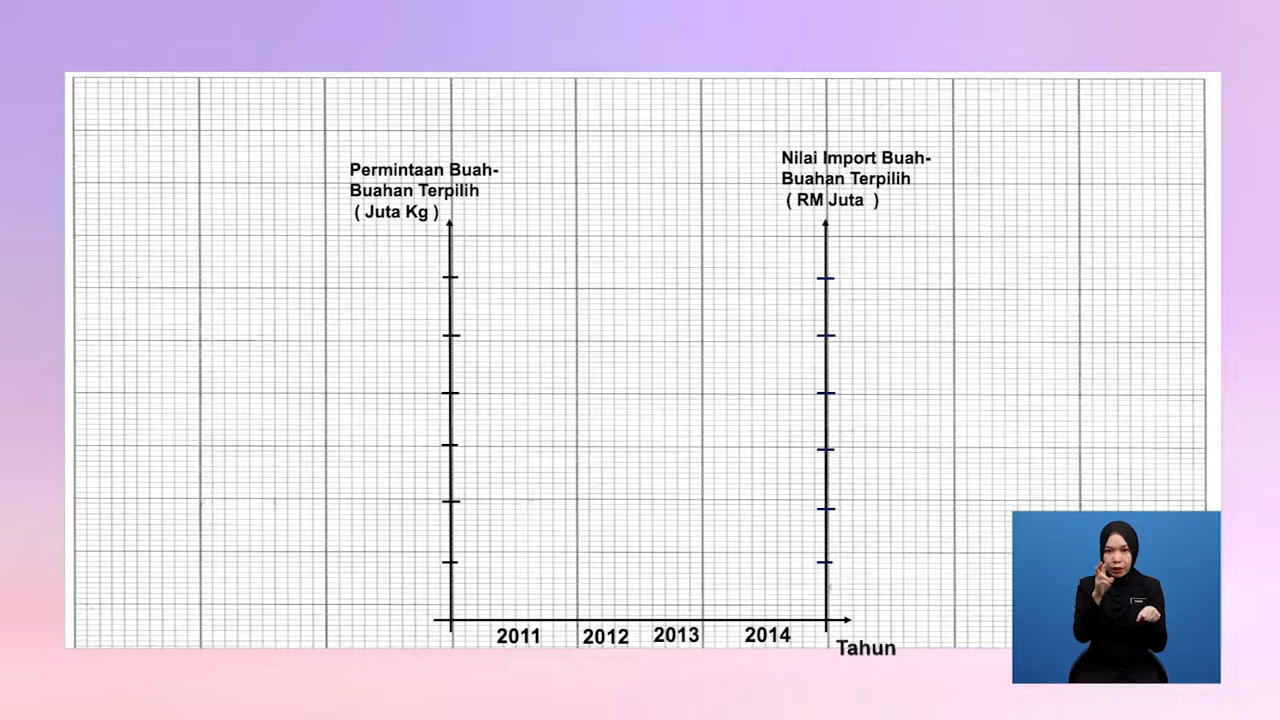 Permintaan Buah-
Buahan Terpilih
( Juta Kg )
Nilai Import Buah-
Buahan Terpilih
( RM Juta )
2011 2012 2013 2014
Tahun